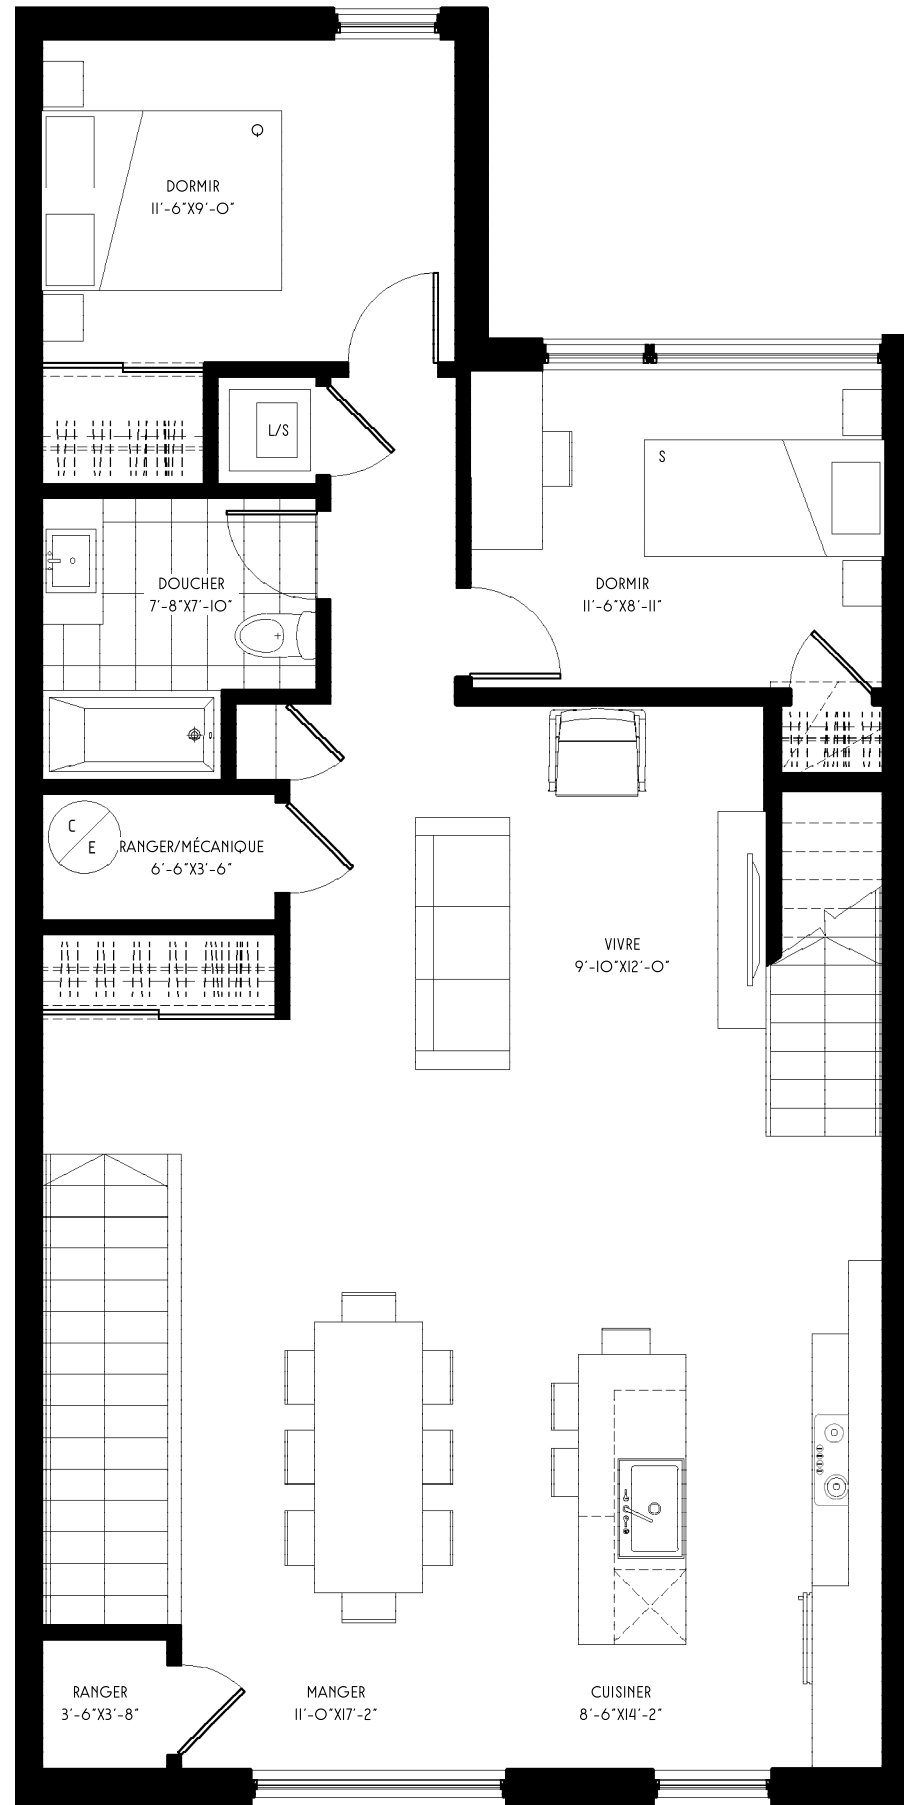 Q
DORMIR
11'-6"X9'-0"
L/S
S
DOUCHER
7'-8"X7'-10"
DORMIR
11'-6"X8'-11"
C
E
RANGER/MÉCANIQUE
6'-6"X3'-6"
VIVRE
9'-10"X12'-0"
RANGER
3'-6"X3'-8"
MANGER
11'-0"X17'-2"
CUISINER
8'-6"X14'-2"